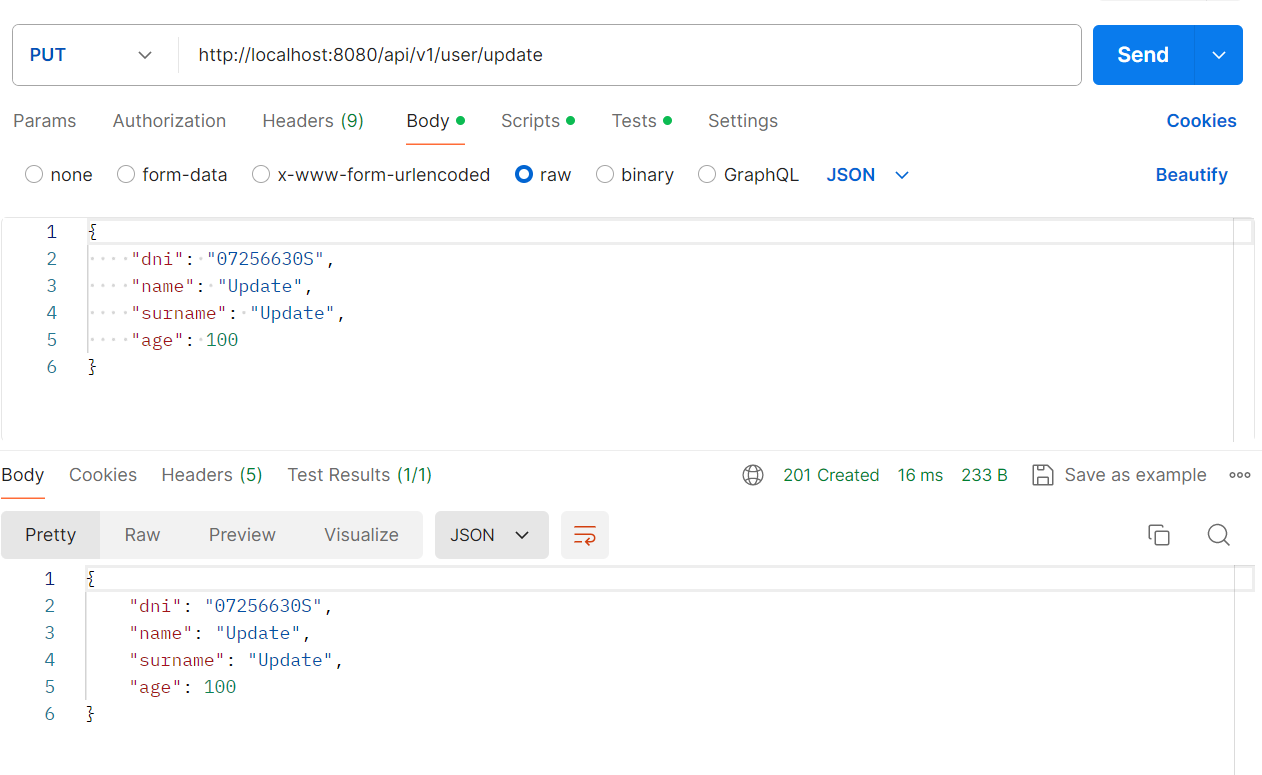 PUT http://localhost:8080/api/v1/user/update Send
Params Authorization Headers (9) Body Scripts Tests Settings Cookies
none form-data x-www-form-urlencoded raw binary GraphQL JSON Beautify
1 {
2 "dni": "07256630S",
3 "name": "Update",
4 "surname": "Update",
5 "age": 100
6 }
Body Cookies Headers (5) Test Results (1/1) 201 Created 16 ms 233 B Save as example
Pretty Raw Preview Visualize JSON
1 {
2 "dni": "07256630S",
3 "name": "Update",
4 "surname": "Update",
5 "age": 100
6 }